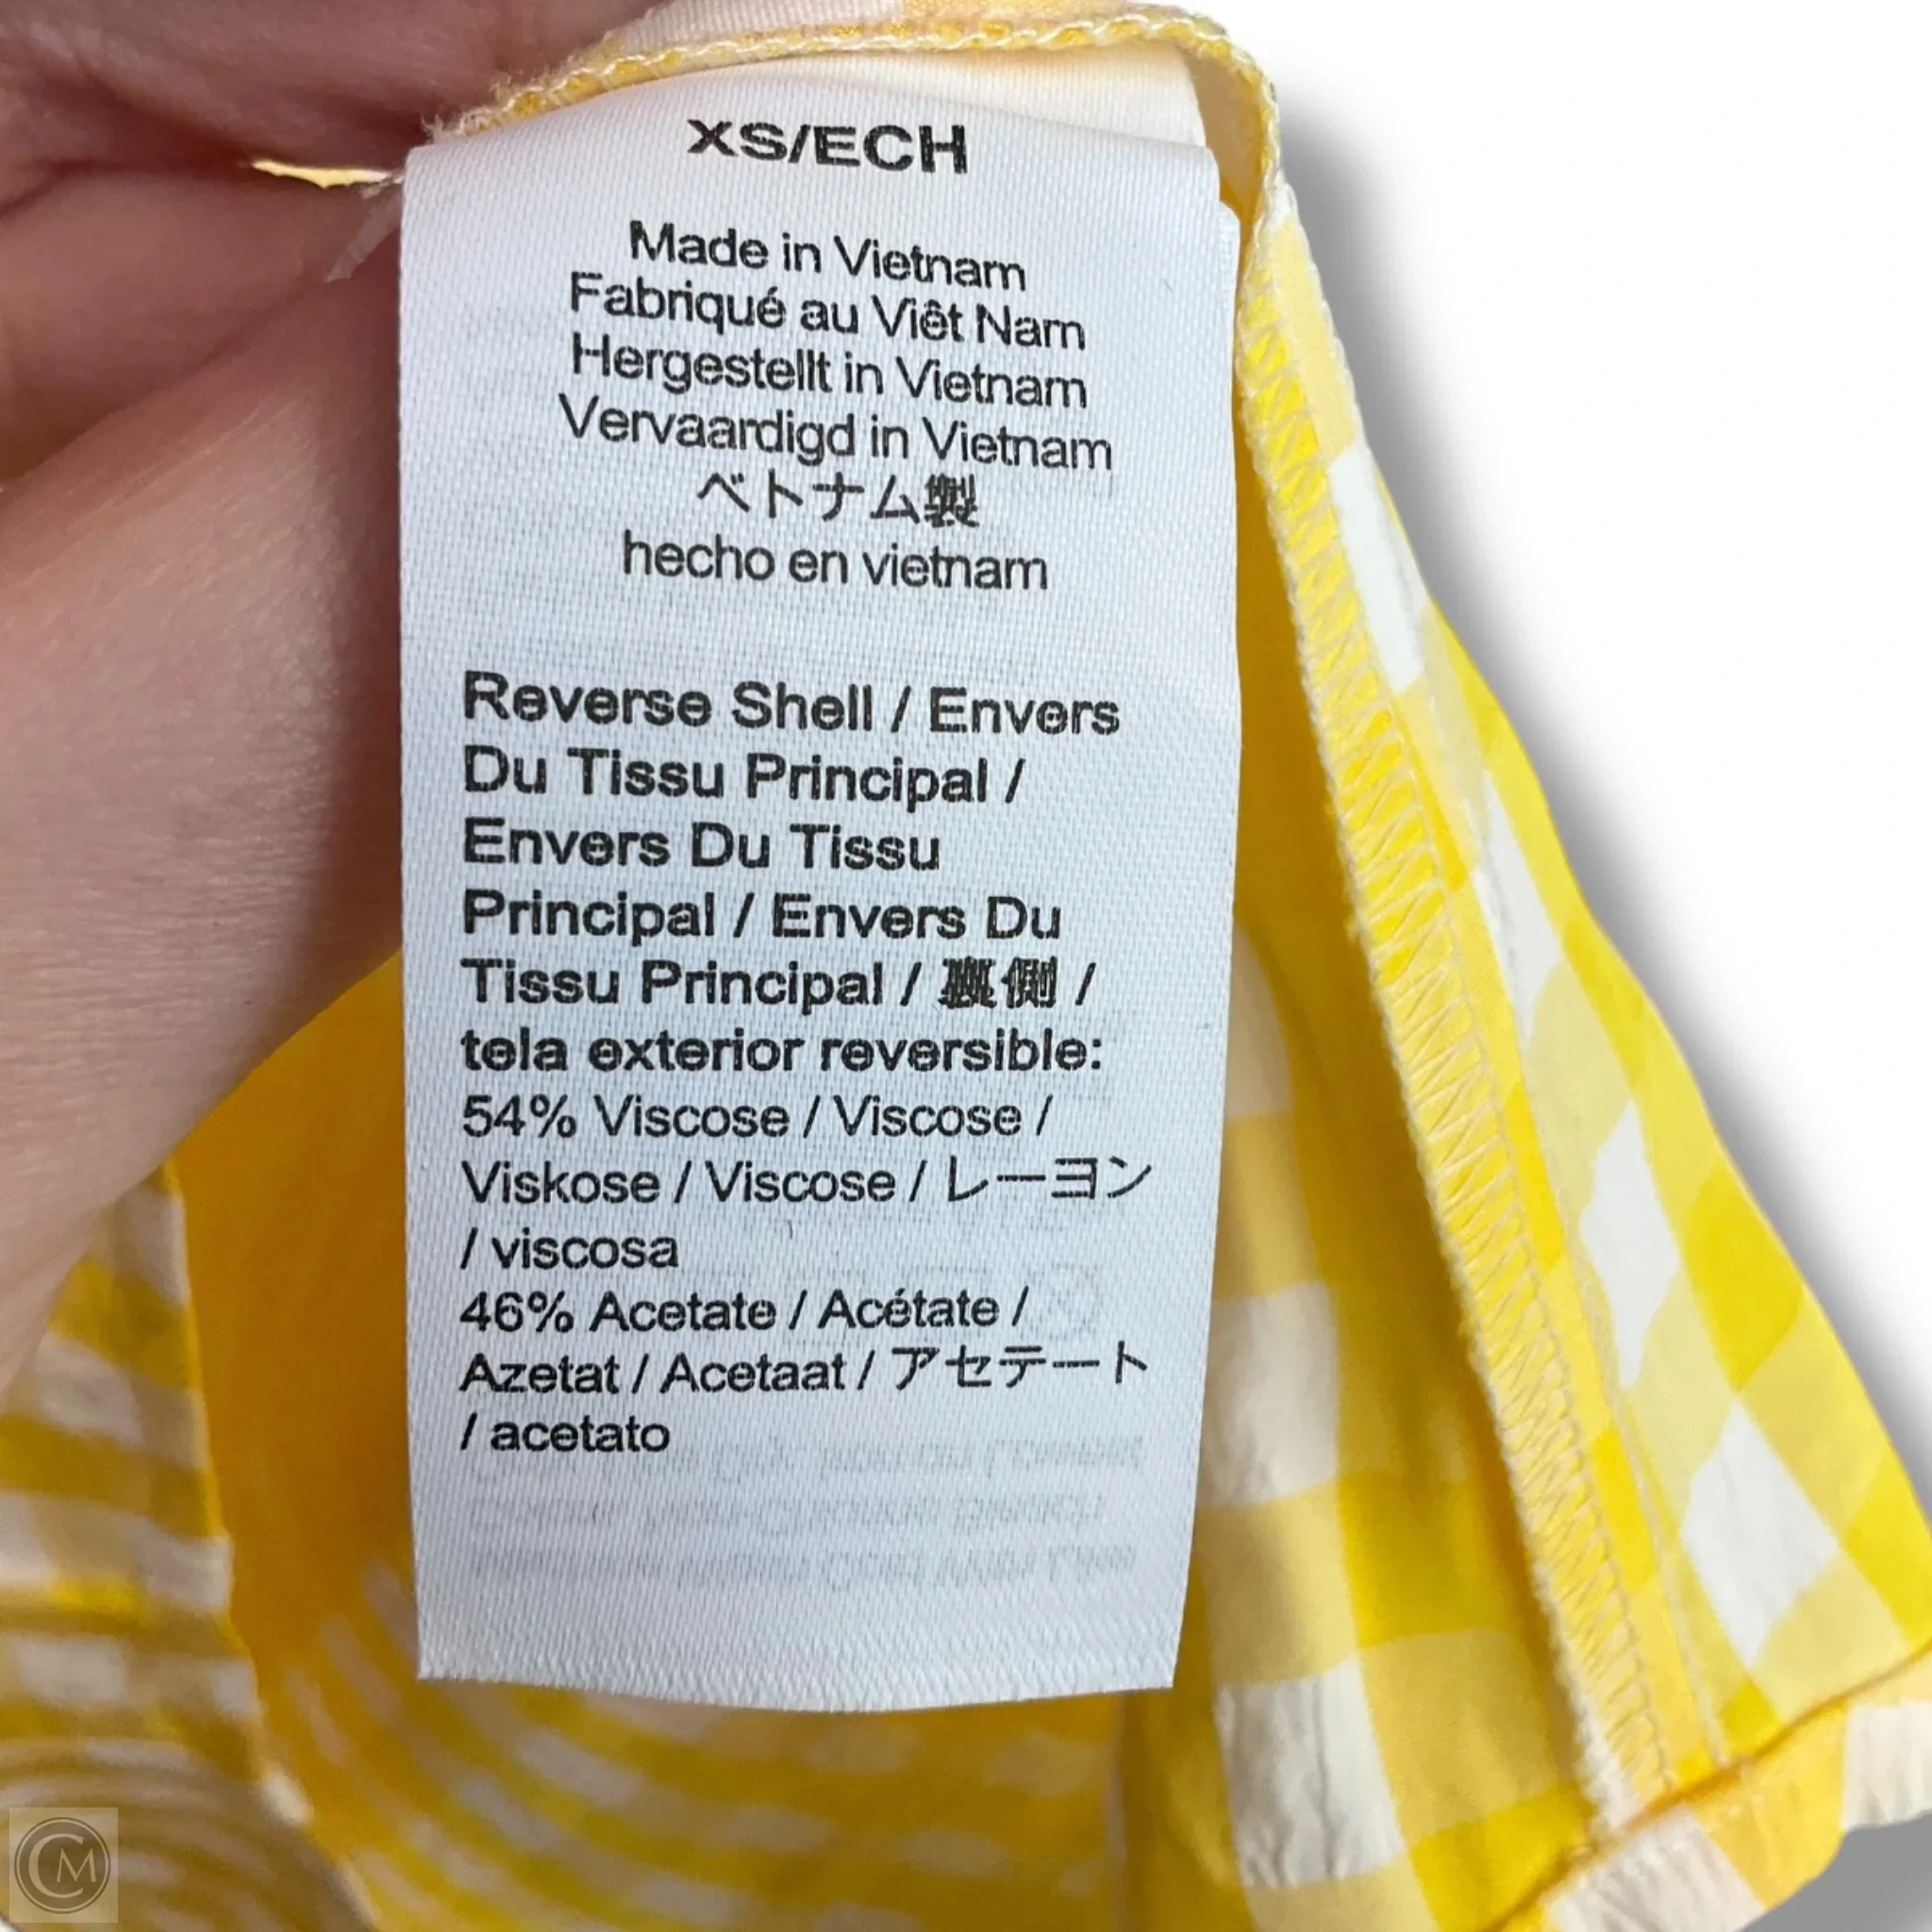 XS/ECH
Made in Vietnam
Fabriqué au Viêt Nam
Hergestellt in Vietnam
Vervaardigd in Vietnam
ベトナム製
hecho en vietnam
Reverse Shell / Envers
Du Tissu Principal /
Envers Du Tissu
Principal / Envers Du
Tissu Principal / 裏側 /
tela exterior reversible:
54% Viscose / Viscose /
Viskose / Viscose / レーヨン
/ viscosa
46% Acetate / Acétate /
Azetat / Acetaat / アセテート
/ acetato
CM